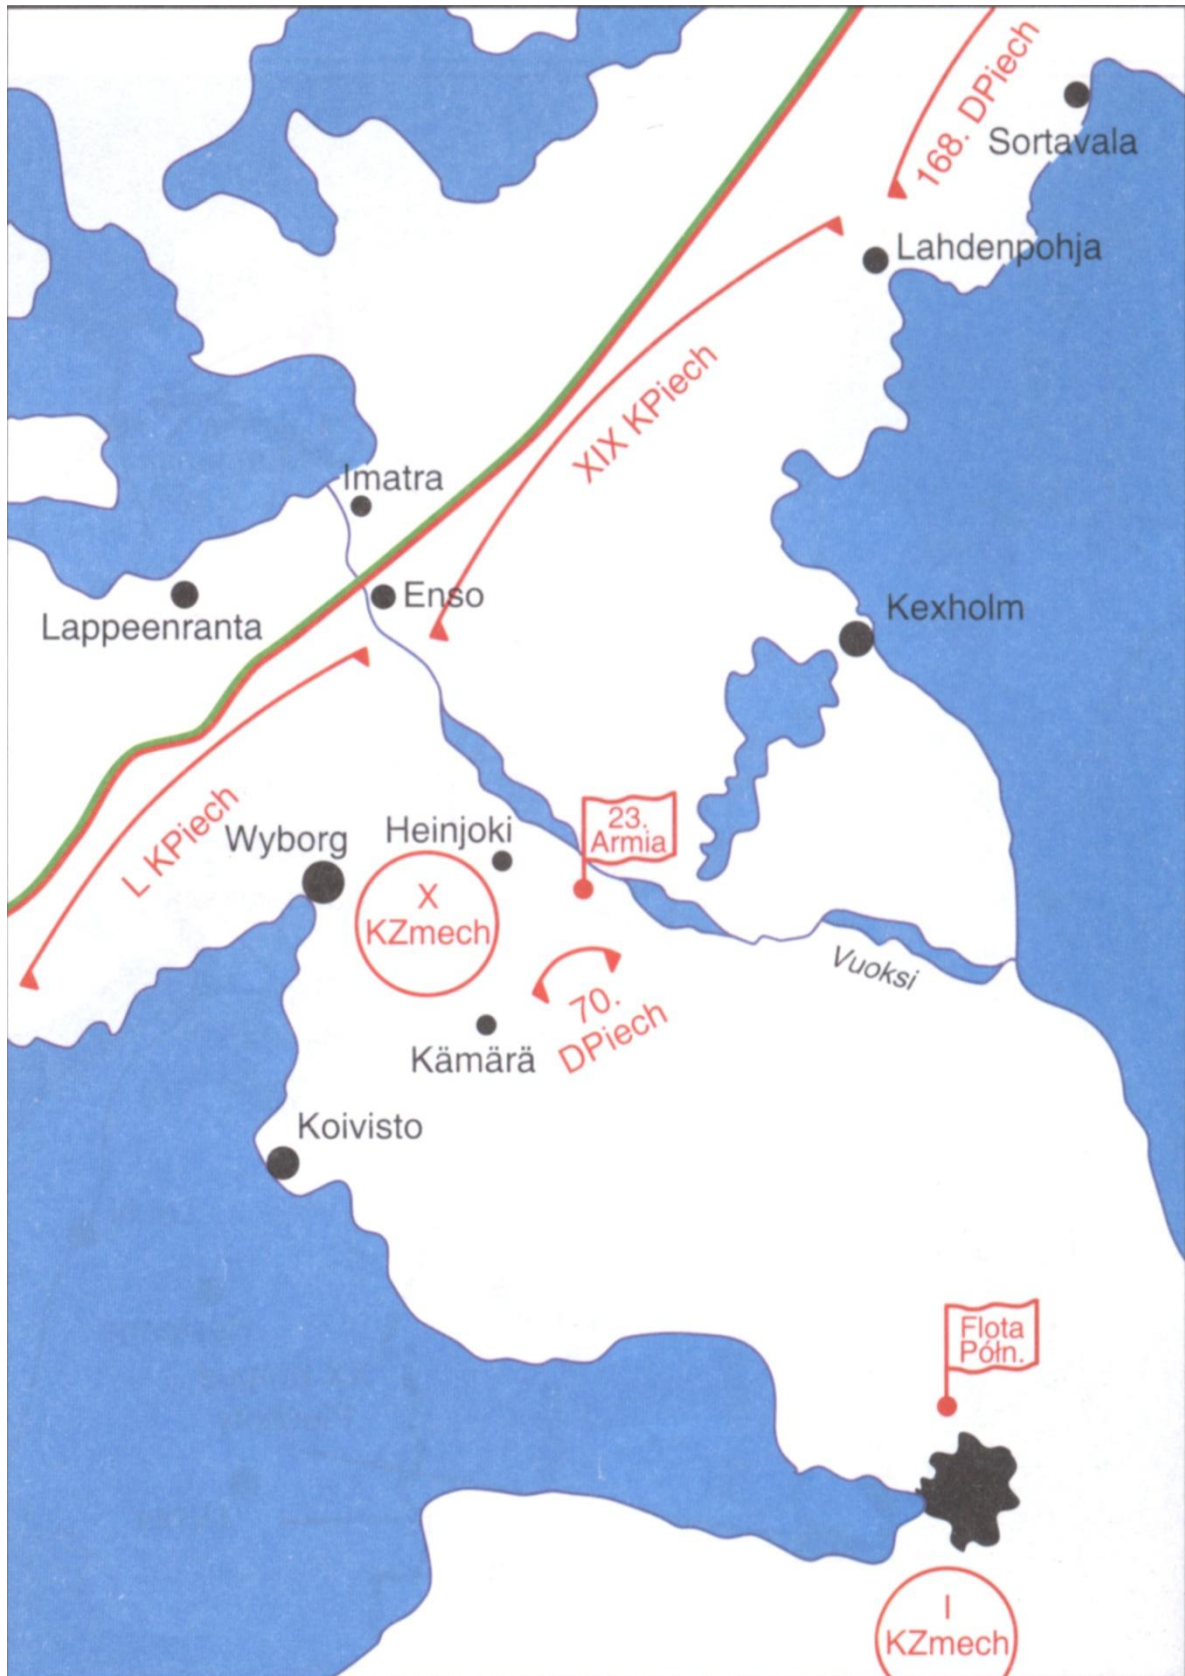 168. DPiech
Sortavala
Lahdenpohja
XIX KPiech
Imatra
Enso
Lappeenranta
Kexholm
L KPiech
Wyborg
Heinjoki
23.
Armia
X
KZmech
Vuoksi
70.
DPiech
Kämärä
Koivisto
Flota
Półn.
I
KZmech